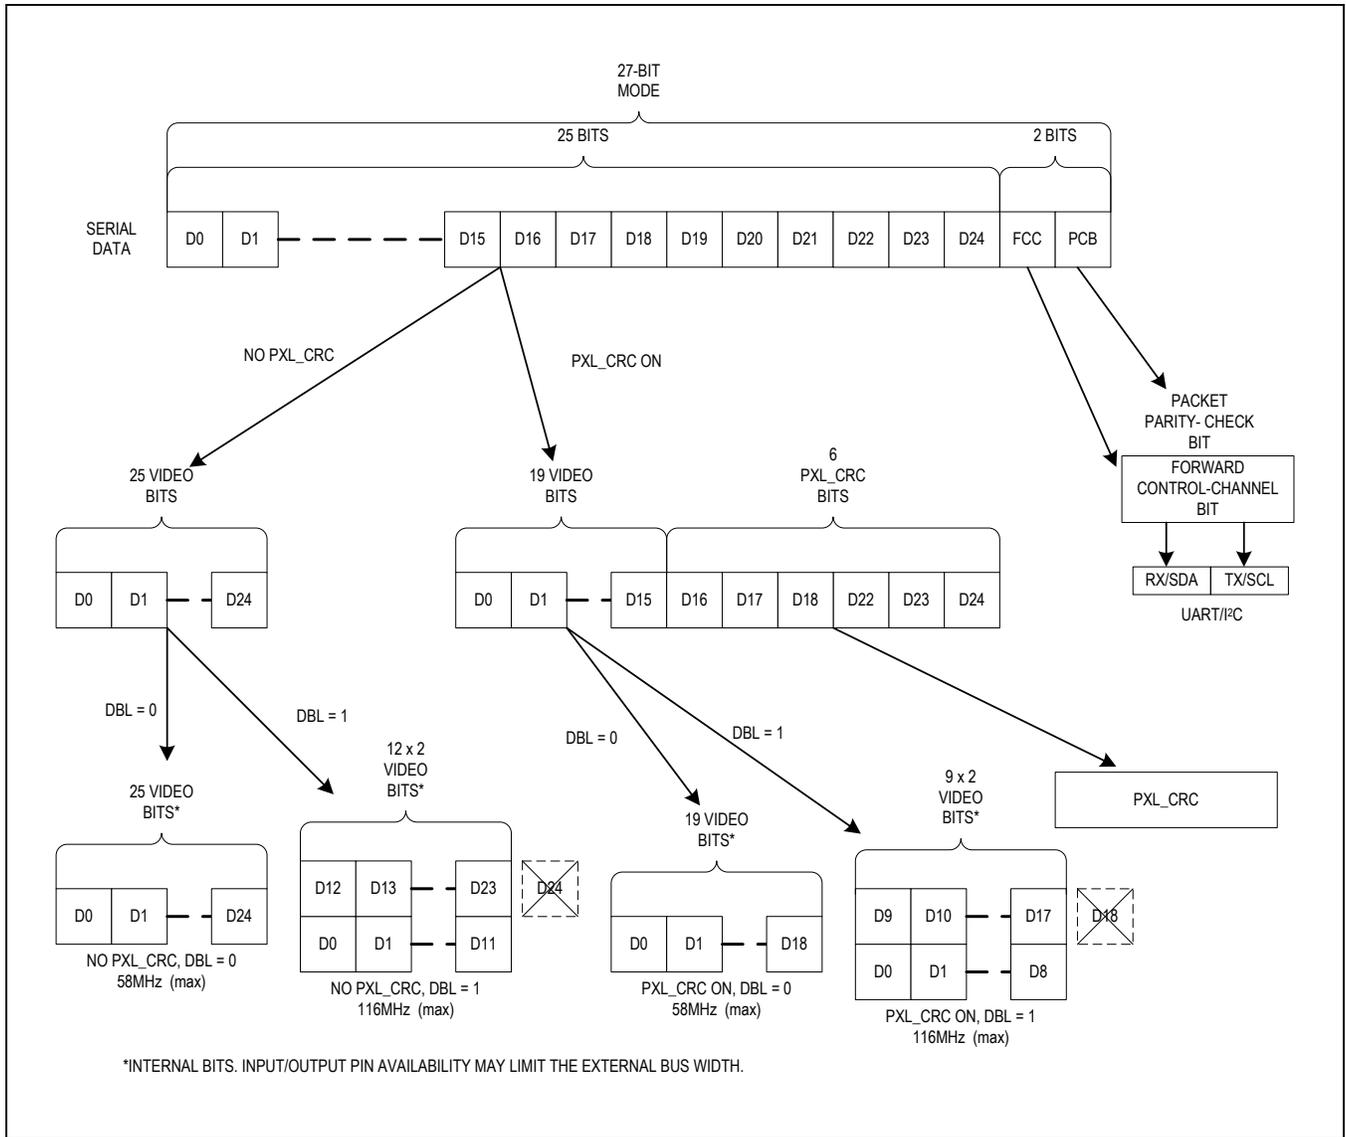 27-BIT
MODE
25 BITS
2 BITS
SERIAL
DATA
D0 D1 D15 D16 D17 D18 D19 D20 D21 D22 D23 D24 FCC PCB
NO PXL_CRC
PXL_CRC ON
PACKET
PARITY- CHECK
BIT
FORWARD
CONTROL-CHANNEL
BIT
RX/SDA TX/SCL
UART/I²C
25 VIDEO
BITS
19 VIDEO
BITS
6
PXL_CRC
BITS
D0 D1 D24
D0 D1 D15 D16 D17 D18 D22 D23 D24
DBL = 0
DBL = 1
DBL = 0
DBL = 1
PXL_CRC
25 VIDEO
BITS*
D0 D1 D24
NO PXL_CRC, DBL = 0
58MHz (max)
12 x 2
VIDEO
BITS*
D12 D13 D23 D24
D0 D1 D11
NO PXL_CRC, DBL = 1
116MHz (max)
19 VIDEO
BITS*
D0 D1 D18
PXL_CRC ON, DBL = 0
58MHz (max)
9 x 2
VIDEO
BITS*
D9 D10 D17 D18
D0 D1 D8
PXL_CRC ON, DBL = 1
116MHz (max)
*INTERNAL BITS. INPUT/OUTPUT PIN AVAILABILITY MAY LIMIT THE EXTERNAL BUS WIDTH.